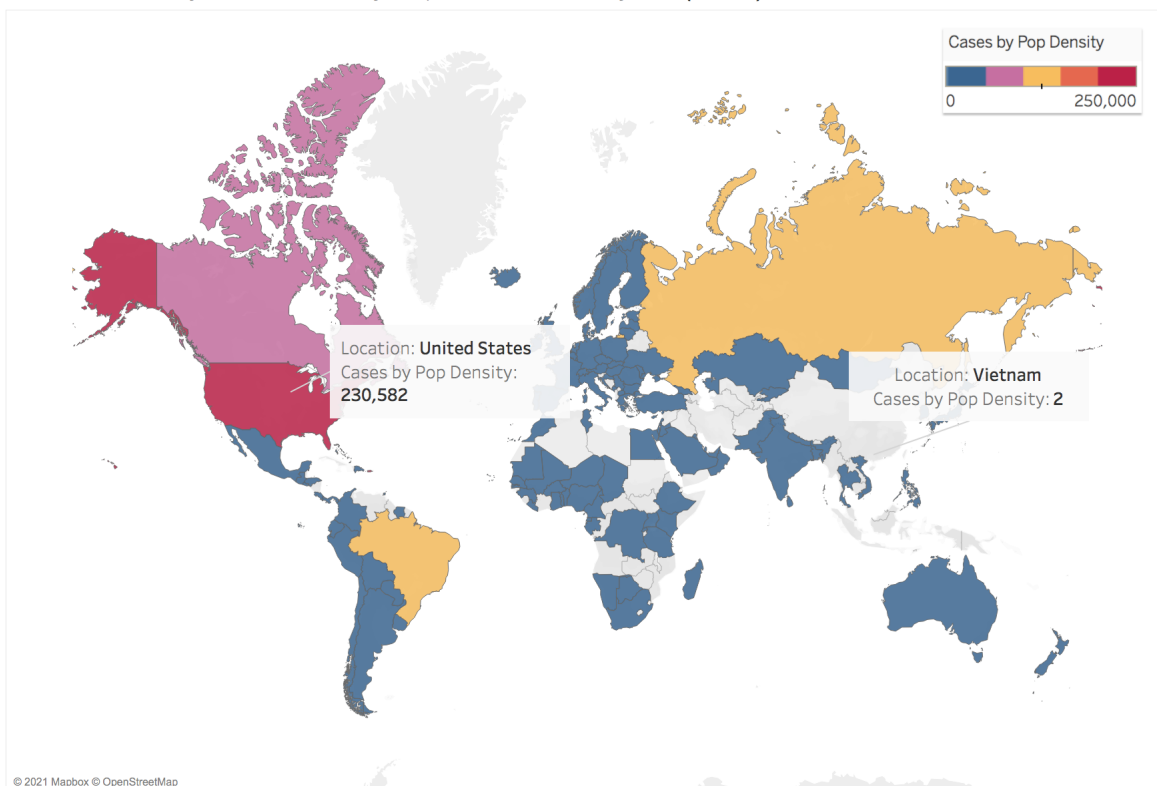 Cases by Pop Density
0 250,000
Location: United States
Cases by Pop Density:
230,582
Location: Vietnam
Cases by Pop Density: 2
© 2021 Mapbox © OpenStreetMap